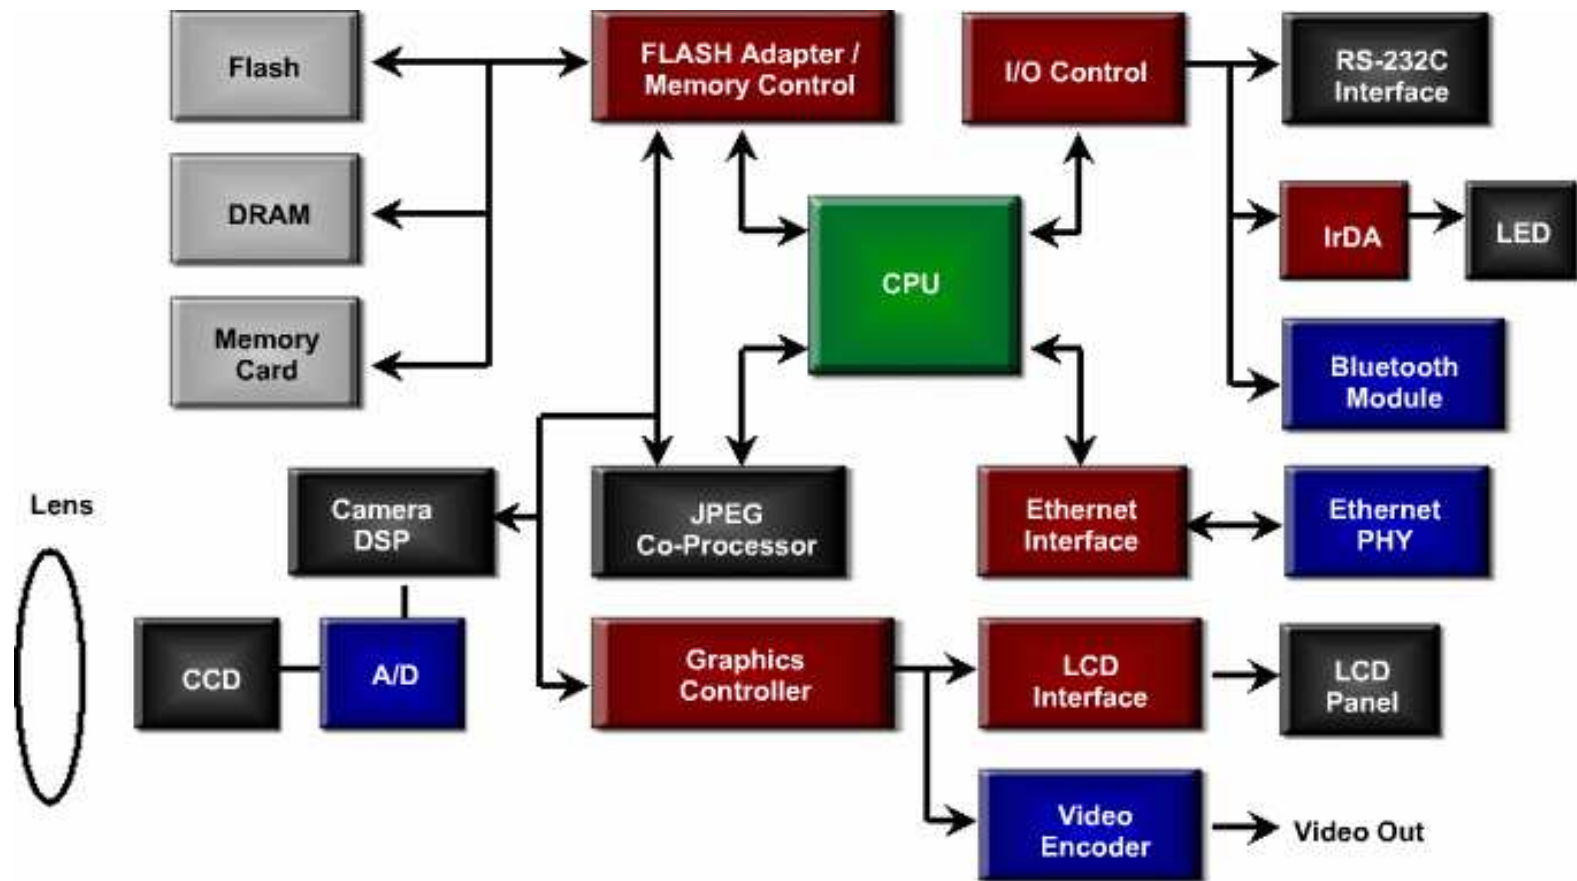 Flash
FLASH Adapter /
Memory Control
I/O Control
RS-232C
Interface
DRAM
CPU
IrDA
LED
Memory
Card
Bluetooth
Module
Lens
Camera
DSP
JPEG
Co-Processor
Ethernet
Interface
Ethernet
PHY
CCD
A/D
Graphics
Controller
LCD
Interface
LCD
Panel
Video
Encoder
Video Out